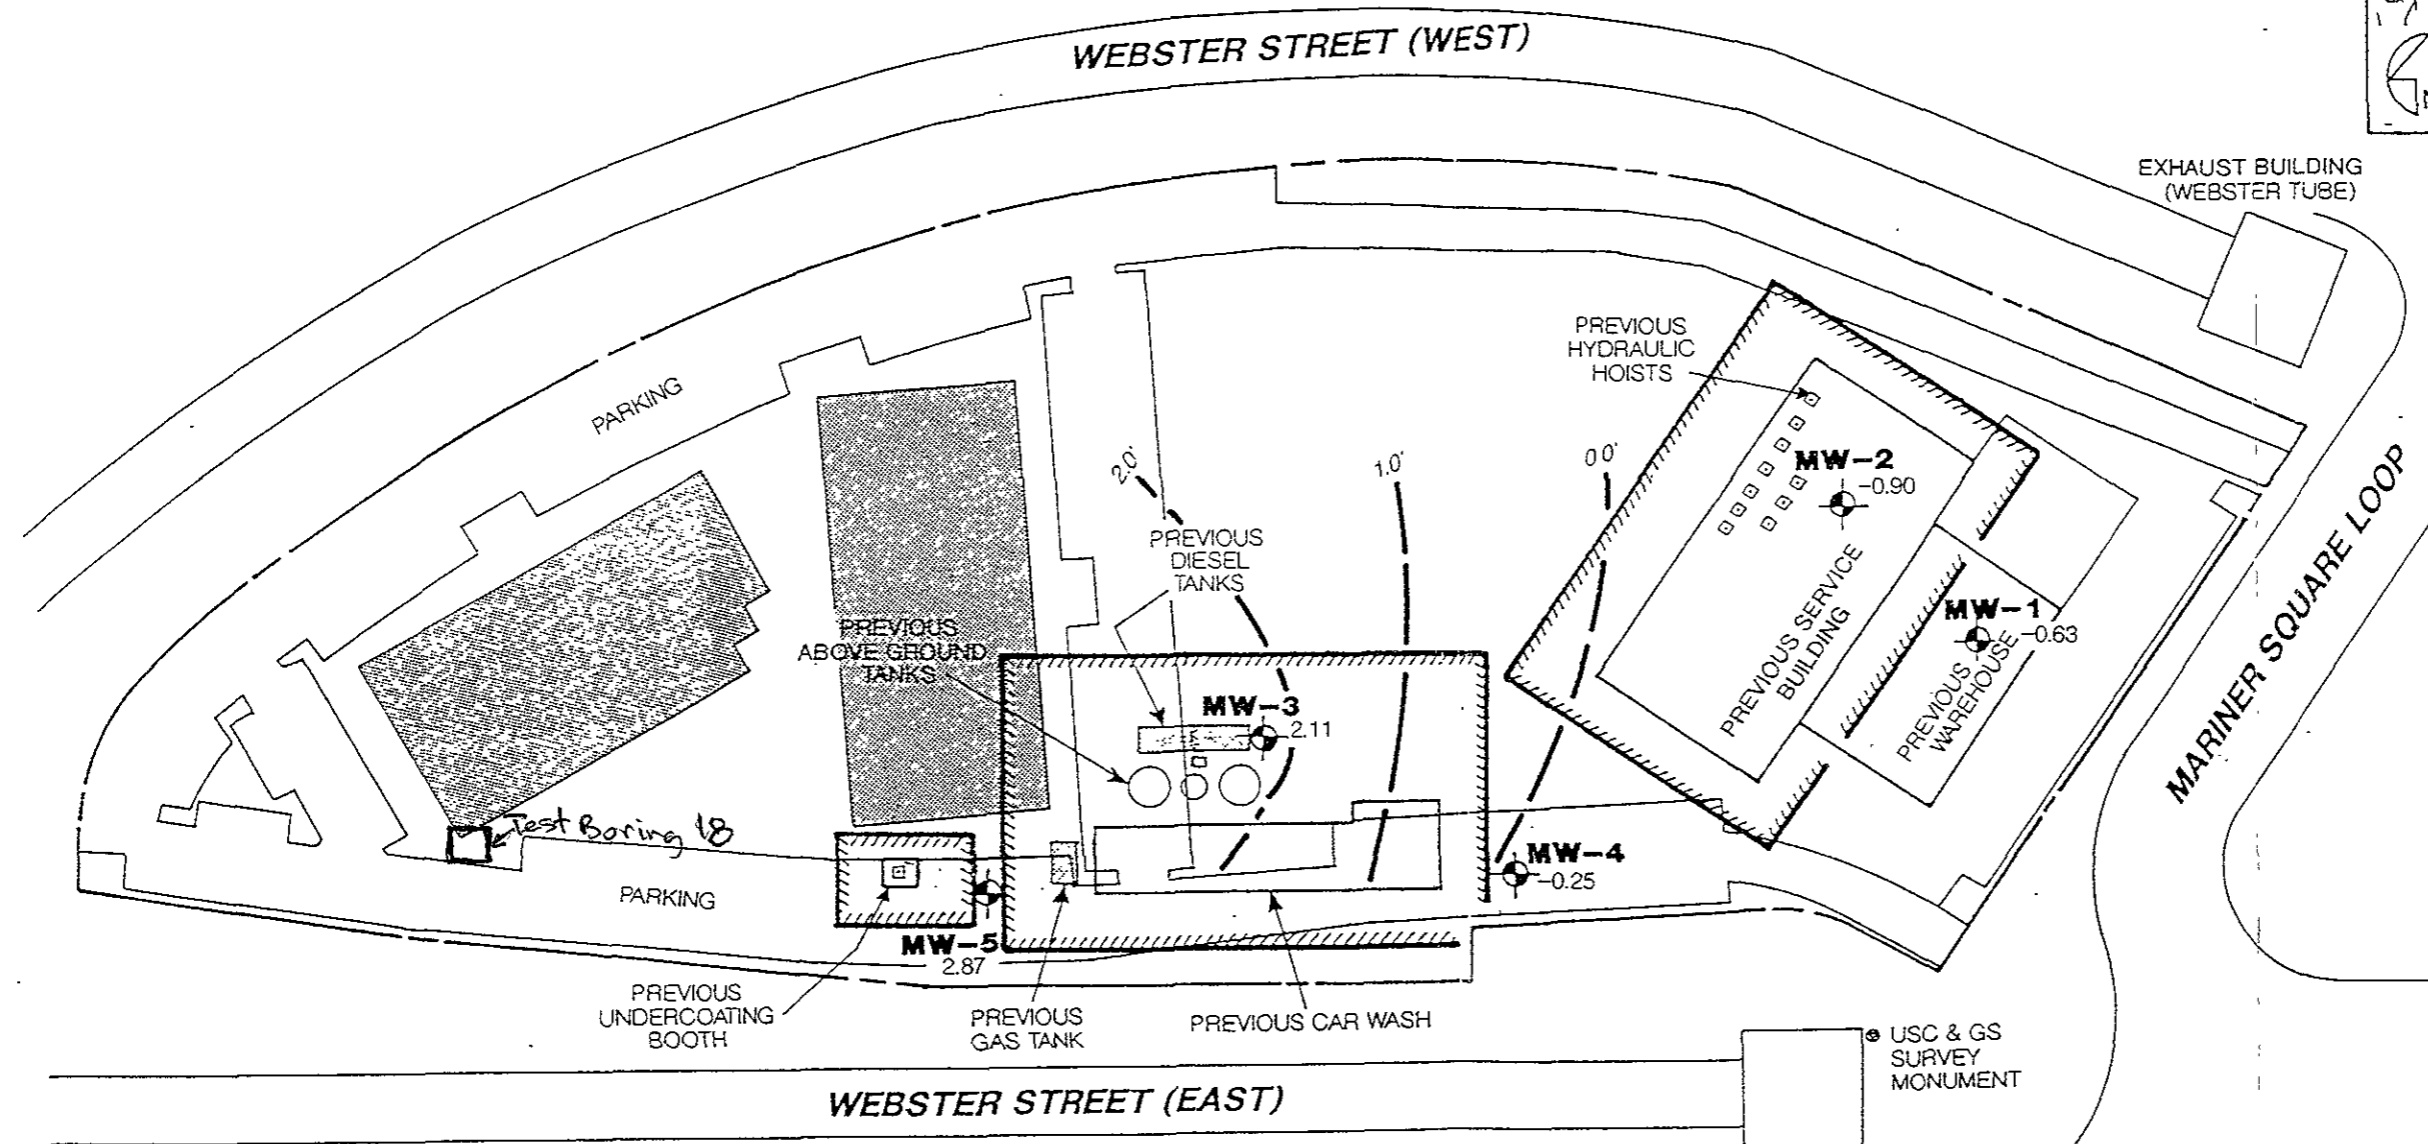 WEBSTER STREET (WEST)
EXHAUST BUILDING
(WEBSTER TUBE)
PREVIOUS
HYDRAULIC
HOISTS
PARKING
2.0'
1.0'
0 0'
MW-2
-0.90
PREVIOUS
DIESEL
TANKS
PREVIOUS SERVICE
BUILDING
MW-1
-0.63
PREVIOUS
WAREHOUSE
MARINER SQUARE LOOP
PREVIOUS
ABOVE GROUND
TANKS
MW-3
2.11
Test Boring 18
MW-4
-0.25
PARKING
MW-5
2.87
PREVIOUS
UNDERCOATING
BOOTH
PREVIOUS
GAS TANK
PREVIOUS CAR WASH
USC & GS
SURVEY
MONUMENT
WEBSTER STREET (EAST)